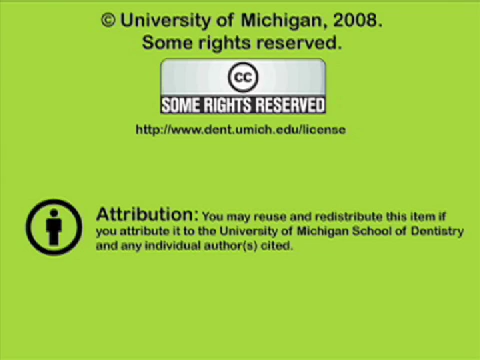 © University of Michigan, 2008.
Some rights reserved.
cc
SOME RIGHTS RESERVED
http://www.dent.umich.edu/license
Attribution: You may reuse and redistribute this item if
you attribute it to the University of Michigan School of Dentistry
and any individual author(s) cited.